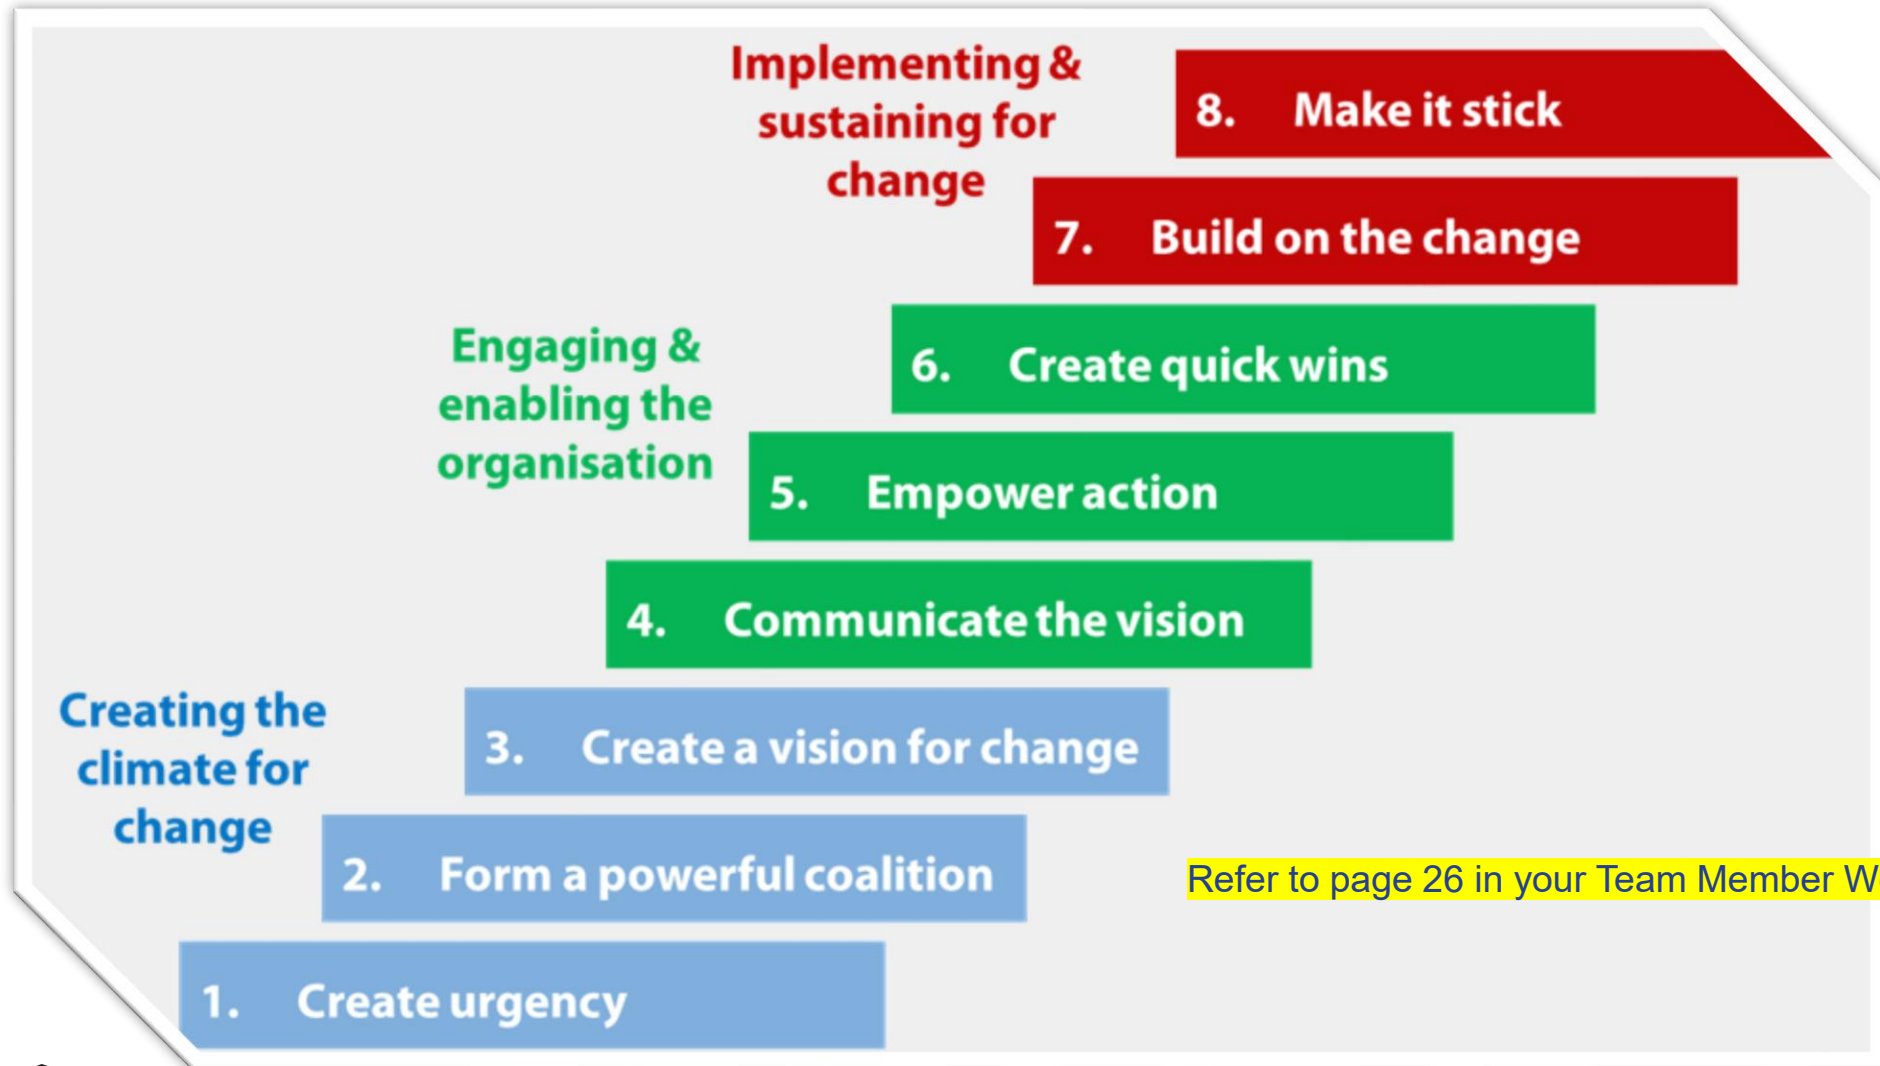 Implementing &
sustaining for
change
8. Make it stick
7. Build on the change
Engaging &
enabling the
organisation
6. Create quick wins
5. Empower action
4. Communicate the vision
Creating the
climate for
change
3. Create a vision for change
2. Form a powerful coalition
Refer to page 26 in your Team Member
1. Create urgency